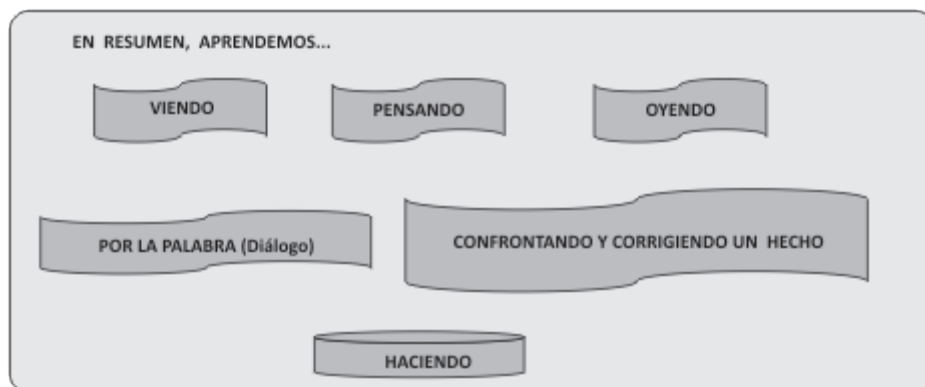 EN RESUMEN, APRENDEMOS...
VIENDO
PENSANDO
OYENDO
POR LA PALABRA (Diálogo)
CONFRONTANDO Y CORRIGIENDO UN HECHO
HACIENDO